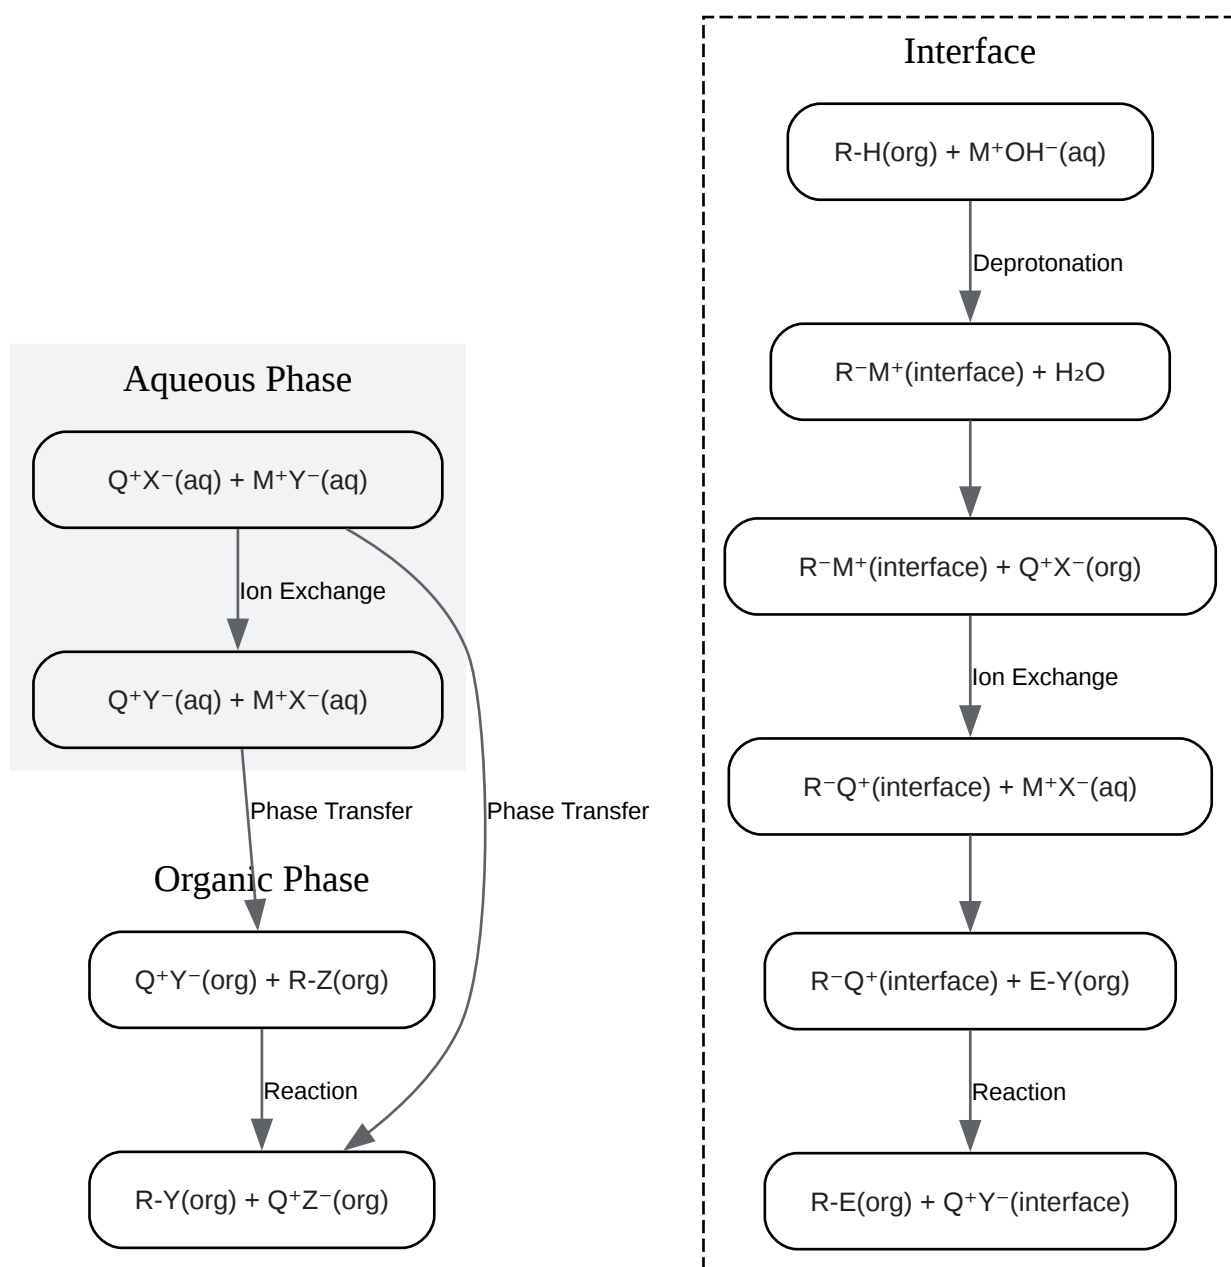 Aqueous Phase
Q⁺X⁻(aq) + M⁺Y⁻(aq)
Ion Exchange
Q⁺Y⁻(aq) + M⁺X⁻(aq)
Phase Transfer
Phase Transfer
Organic Phase
Q⁺Y⁻(org) + R-Z(org)
Reaction
R-Y(org) + Q⁺Z⁻(org)
Interface
R-H(org) + M⁺OH⁻(aq)
Deprotonation
R⁻M⁺(interface) + H₂O
R⁻M⁺(interface) + Q⁺X⁻(org)
Ion Exchange
R⁻Q⁺(interface) + M⁺X⁻(aq)
R⁻Q⁺(interface) + E-Y(org)
Reaction
R-E(org) + Q⁺Y⁻(interface)